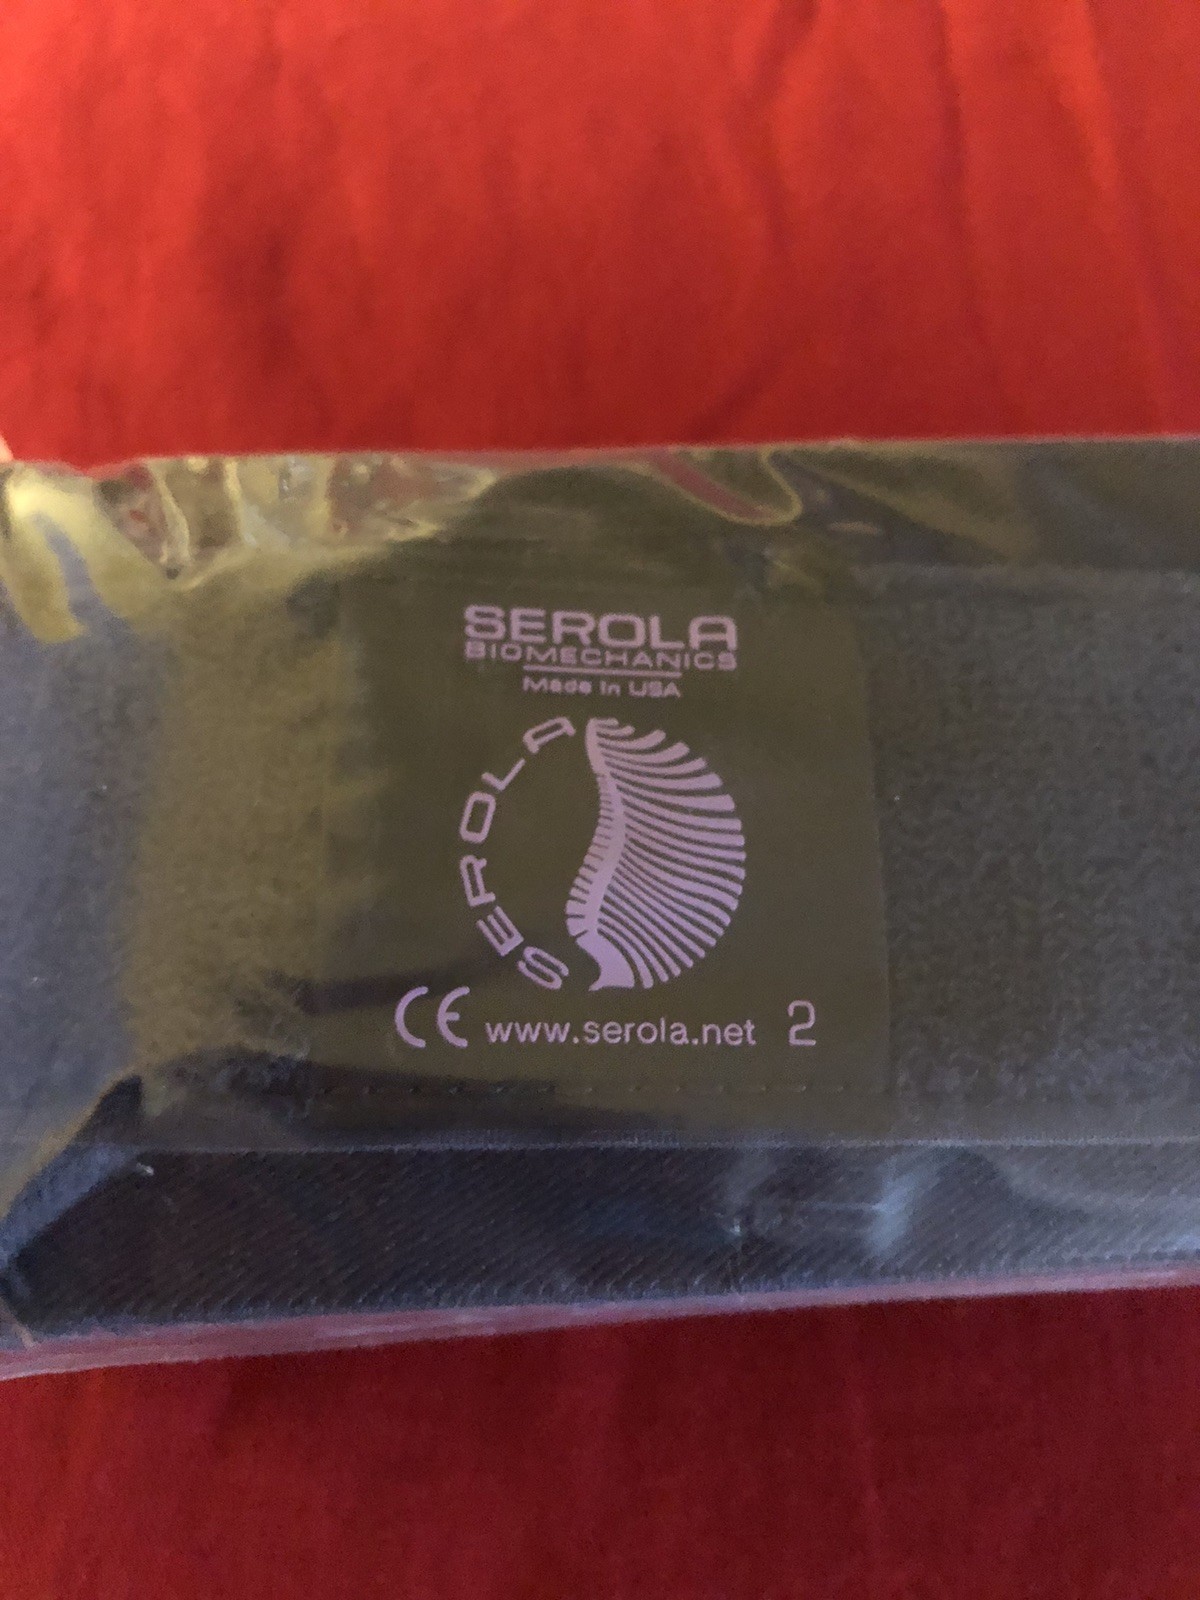 SEROLA
BIOMECHANICS
Made In USA
SEROLA
CE www.serola.net 2